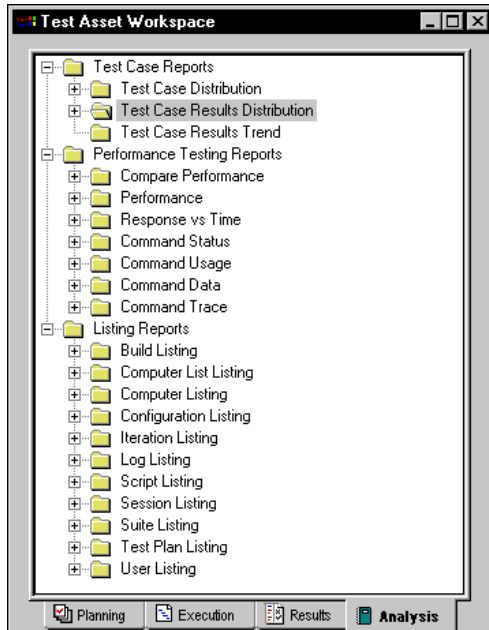 Test Asset Workspace
Test Case Reports
Test Case Distribution
Test Case Results Distribution
Test Case Results Trend
Performance Testing Reports
Compare Performance
Performance
Response vs Time
Command Status
Command Usage
Command Data
Command Trace
Listing Reports
Build Listing
Computer List Listing
Computer Listing
Configuration Listing
Iteration Listing
Log Listing
Script Listing
Session Listing
Suite Listing
Test Plan Listing
User Listing
Planning Execution Results Analysis